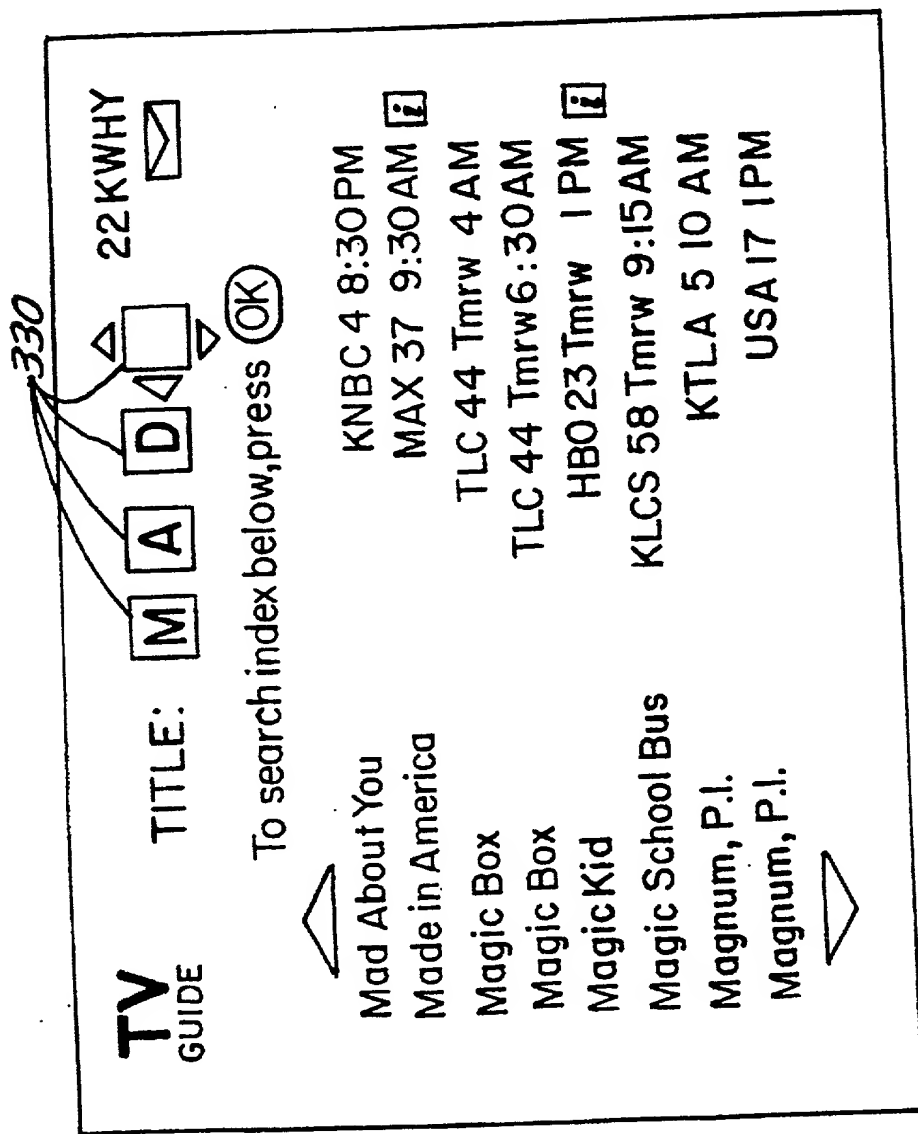 330
TV
GUIDE
TITLE: M A D
22 KWHY
To search index below, press OK
Mad About You KNBC 4 8:30PM
Made in America MAX 37 9:30AM i
Magic Box TLC 44 Tmrw 4 AM
Magic Box TLC 44 Tmrw 6:30AM
Magic Kid HBO 23 Tmrw 1 PM i
Magic School Bus KLCS 58 Tmrw 9:15AM
Magnum, P.I. KTLA 5 10 AM
Magnum, P.I. USA 17 1PM